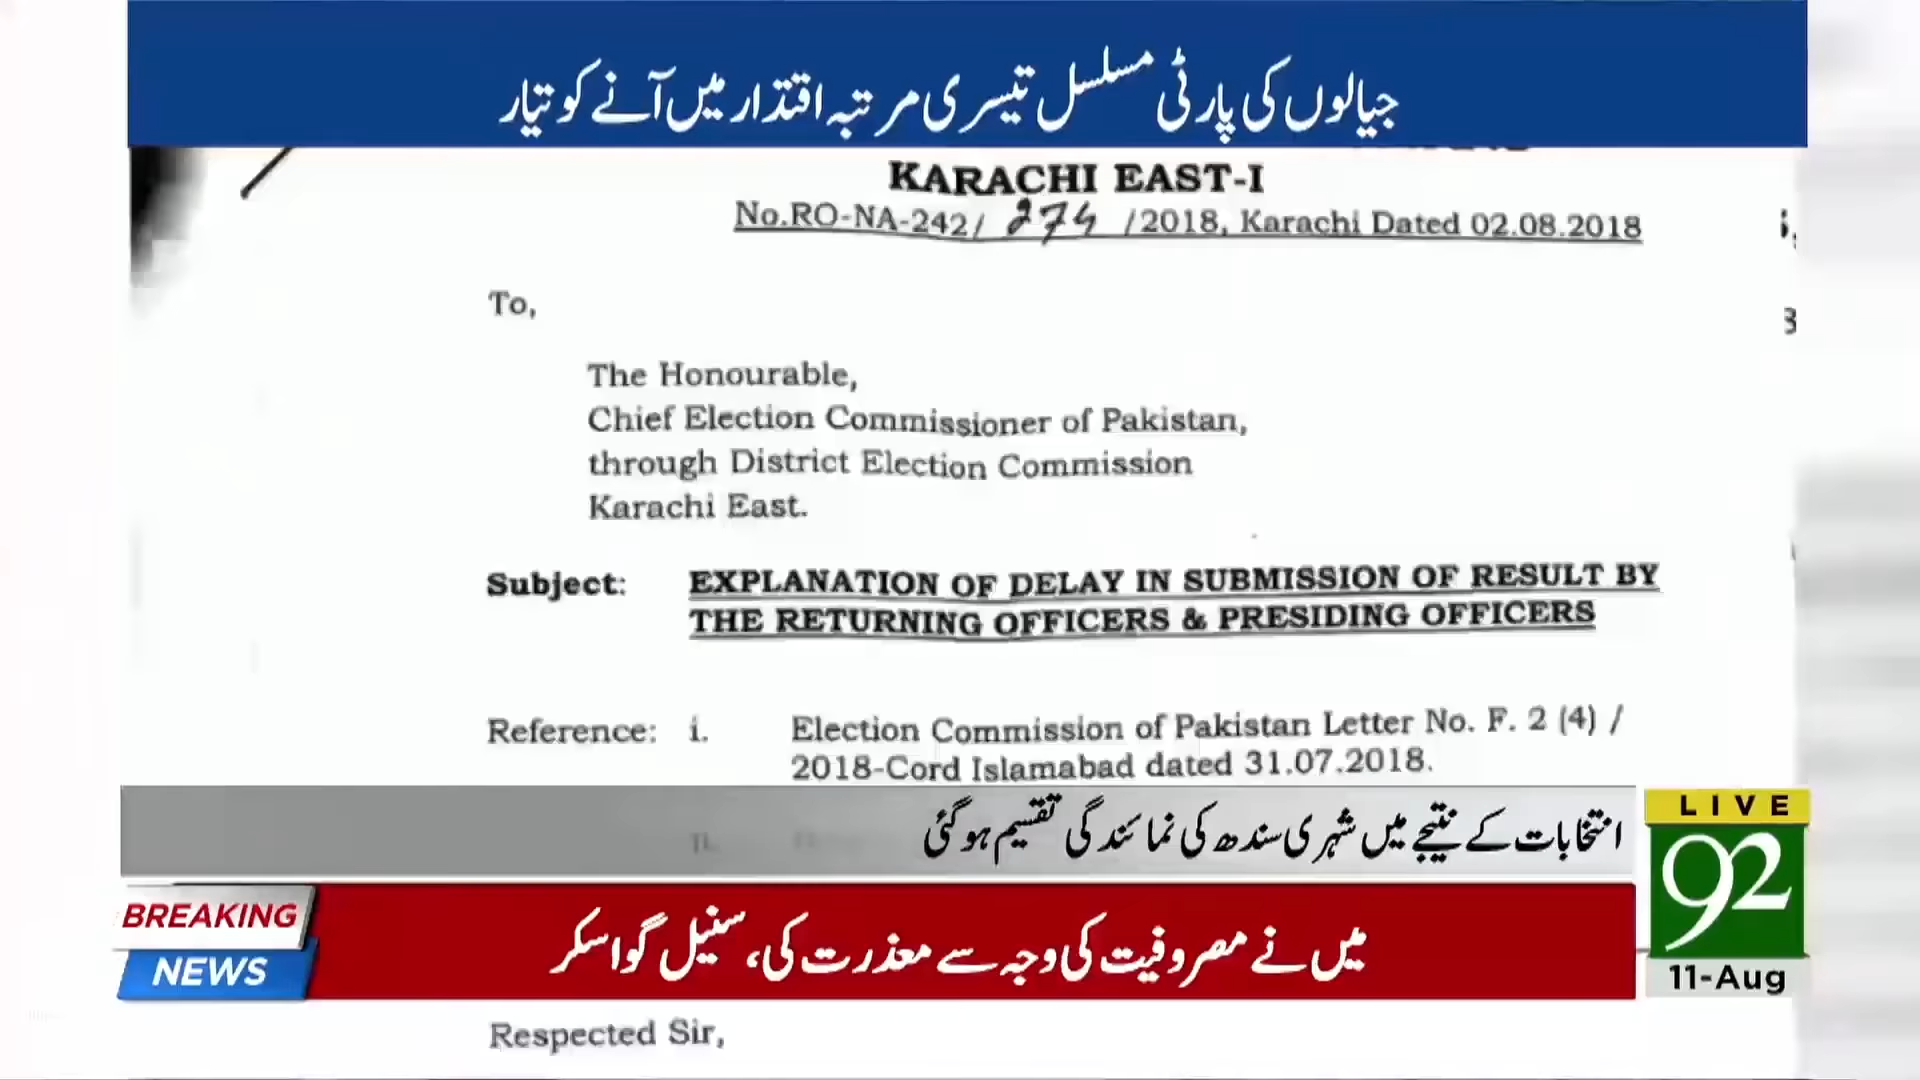 جیالوں کی پارٹی مسلسل تیسری مرتبہ اقتدار میں آنے کو تیار
KARACHI EAST-I
No.RO-NA-242/ 274 /2018, Karachi Dated 02.08.2018
To,
The Honourable,
Chief Election Commissioner of Pakistan,
through District Election Commission
Karachi East.
Subject: EXPLANATION OF DELAY IN SUBMISSION OF RESULT BY
THE RETURNING OFFICERS & PRESIDING OFFICERS
Reference: i. Election Commission of Pakistan Letter No. F. 2 (4) /
2018-Cord Islamabad dated 31.07.2018.
انتخابات کے نتیجے میں شہری سندھ کی نمائندگی تقسیم ہو گئی
LIVE
92
11-Aug
BREAKING
NEWS
میں نے مصروفیت کی وجہ سے معذرت کی، سنیل گواسکر
Respected Sir,